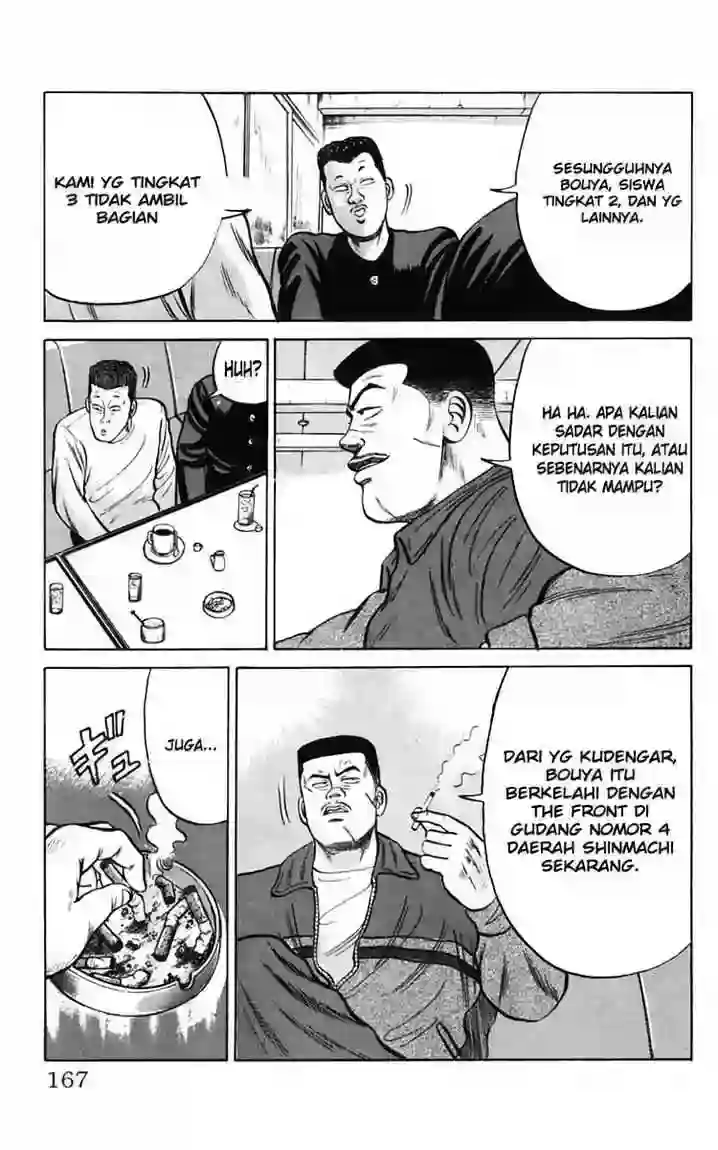 SESUNGGUHNYA
BOUYA, SISWA
TINGKAT 2, DAN YG
LAINNYA.
KAMI YG TINGKAT
3 TIDAK AMBIL
BAGIAN
HA HA. APA KALIAN
SADAR DENGAN
KEPUTUSAN ITU, ATAU
SEBENARNYA KALIAN
TIDAK MAMPU?
HUH?
DARI YG KUDENGAR,
BOUYA ITU
BERKELAHI DENGAN
THE FRONT DI
GUDANG NOMOR 4
DAERAH SHINMACHI
SEKARANG.
JUGA...
ギュ
167